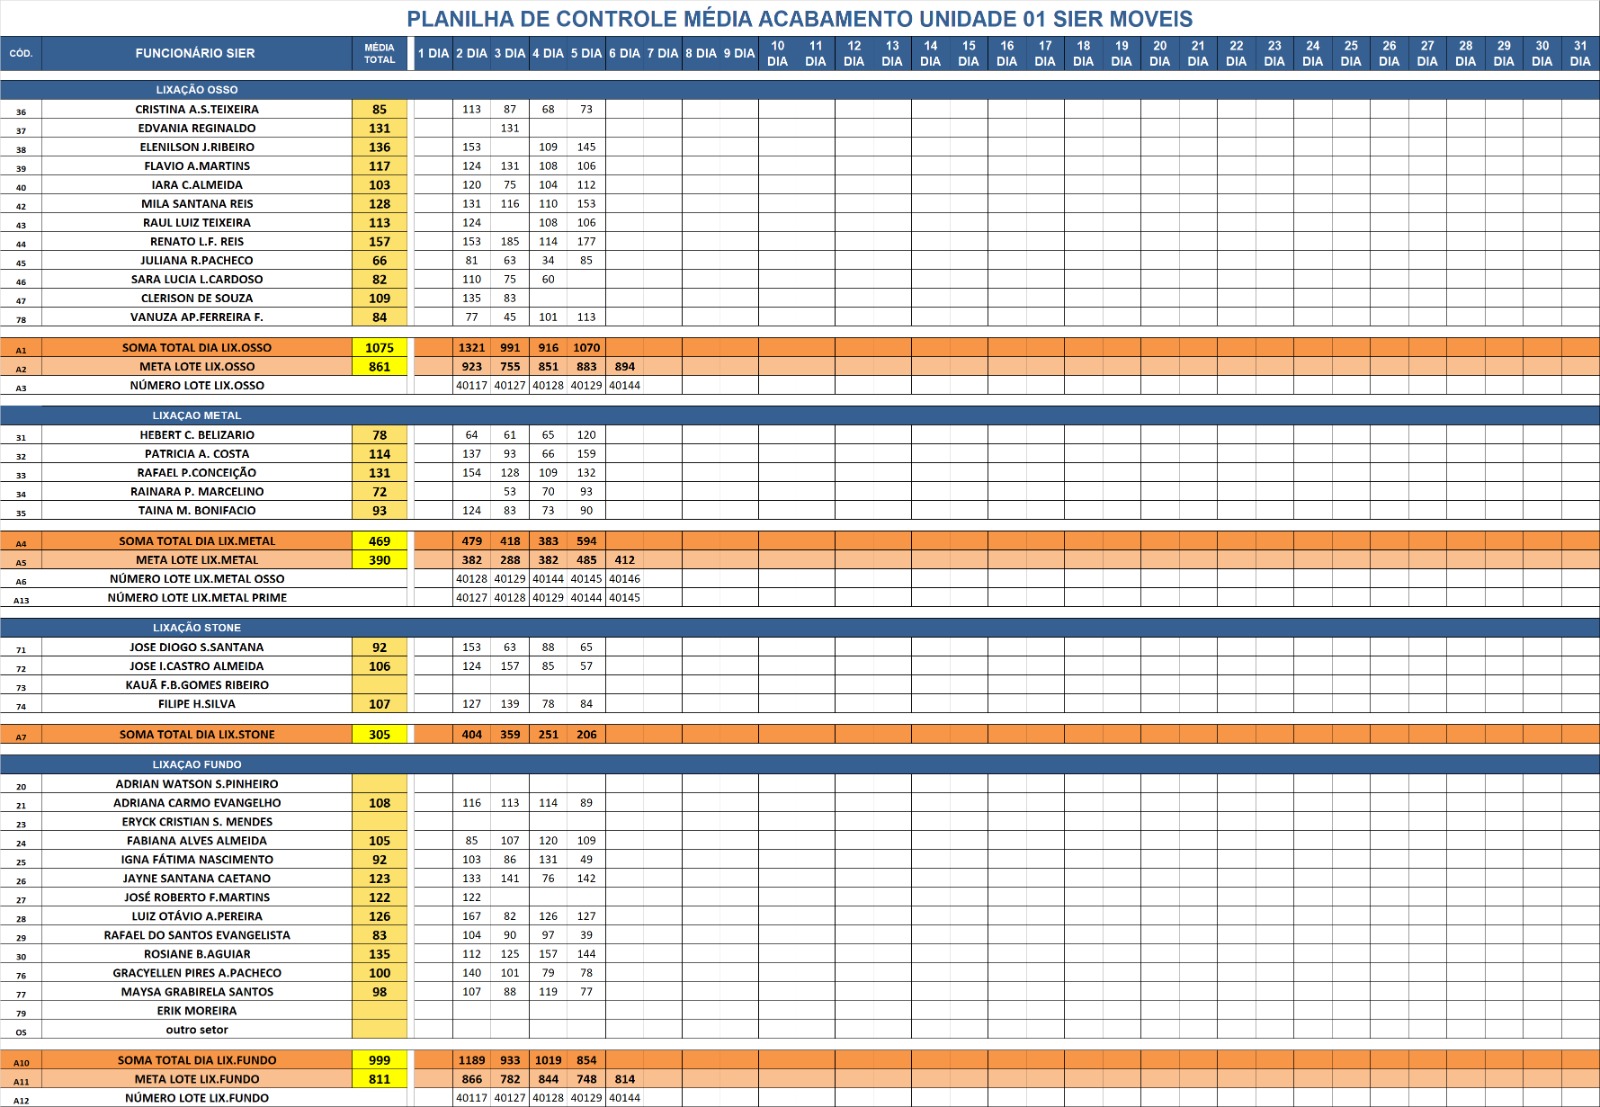 PLANILHA DE CONTROLE MÉDIA ACABAMENTO UNIDADE 01 SIER MOVEIS
CÓD. FUNCIONÁRIO SIER MÉDIA TOTAL 1 DIA 2 DIA 3 DIA 4 DIA 5 DIA 6 DIA 7 DIA 8 DIA 9 DIA 10 DIA 11 DIA 12 DIA 13 DIA 14 DIA 15 DIA 16 DIA 17 DIA 18 DIA 19 DIA 20 DIA 21 DIA 22 DIA 23 DIA 24 DIA 25 DIA 26 DIA 27 DIA 28 DIA 29 DIA 30 DIA 31 DIA
LIXAÇÃO OSSO
36 CRISTINA A.S.TEIXEIRA 85 113 87 68 73
37 EDVANIA REGINALDO 131 131
38 ELENILSON J.RIBEIRO 136 153 109 145
39 FLAVIO A.MARTINS 117 124 131 108 106
40 IARA C.ALMEIDA 103 120 75 104 112
42 MILA SANTANA REIS 128 131 116 110 153
43 RAUL LUIZ TEIXEIRA 113 124 108 106
44 RENATO L.F. REIS 157 153 185 114 177
45 JULIANA R.PACHECO 66 81 63 34 85
46 SARA LUCIA L.CARDOSO 82 110 75 60
47 CLERISON DE SOUZA 109 135 83
78 VANUZA AP.FERREIRA F. 84 77 45 101 113
A1 SOMA TOTAL DIA LIX.OSSO 1075 1321 991 916 1070
A2 META LOTE LIX.OSSO 861 923 755 851 883 894
A3 NÚMERO LOTE LIX.OSSO 40117 40127 40128 40129 40144
LIXAÇAO METAL
31 HEBERT C. BELIZARIO 78 64 61 65 120
32 PATRICIA A. COSTA 114 137 93 66 159
33 RAFAEL P.CONCEIÇÃO 131 154 128 109 132
34 RAINARA P. MARCELINO 72 53 70 93
35 TAINA M. BONIFACIO 93 124 83 73 90
A4 SOMA TOTAL DIA LIX.METAL 469 479 418 383 594
A5 META LOTE LIX.METAL 390 382 288 382 485 412
A6 NÚMERO LOTE LIX.METAL OSSO 40128 40129 40144 40145 40146
A13 NÚMERO LOTE LIX.METAL PRIME 40127 40128 40129 40144 40145
LIXAÇÃO STONE
71 JOSE DIOGO S.SANTANA 92 153 63 88 65
72 JOSE I.CASTRO ALMEIDA 106 124 157 85 57
73 KAUÃ F.B.GOMES RIBEIRO
74 FILIPE H.SILVA 107 127 139 78 84
A7 SOMA TOTAL DIA LIX.STONE 305 404 359 251 206
LIXAÇAO FUNDO
20 ADRIAN WATSON S.PINHEIRO
21 ADRIANA CARMO EVANGELHO 108 116 113 114 89
23 ERYCK CRISTIAN S. MENDES
24 FABIANA ALVES ALMEIDA 105 85 107 120 109
25 IGNA FÁTIMA NASCIMENTO 92 103 86 131 49
26 JAYNE SANTANA CAETANO 123 133 141 76 142
27 JOSÉ ROBERTO F.MARTINS 122 122
28 LUIZ OTÁVIO A.PEREIRA 126 167 82 126 127
29 RAFAEL DO SANTOS EVANGELISTA 83 104 90 97 39
30 ROSIANE B.AGUIAR 135 112 125 157 144
76 GRACYELLEN PIRES A.PACHECO 100 140 101 79 78
77 MAYSA GRABIRELA SANTOS 98 107 88 119 77
79 ERIK MOREIRA
OS outro setor
A10 SOMA TOTAL DIA LIX.FUNDO 999 1189 933 1019 854
A11 META LOTE LIX.FUNDO 811 866 782 844 748 814
A12 NÚMERO LOTE LIX.FUNDO 40117 40127 40128 40129 40144